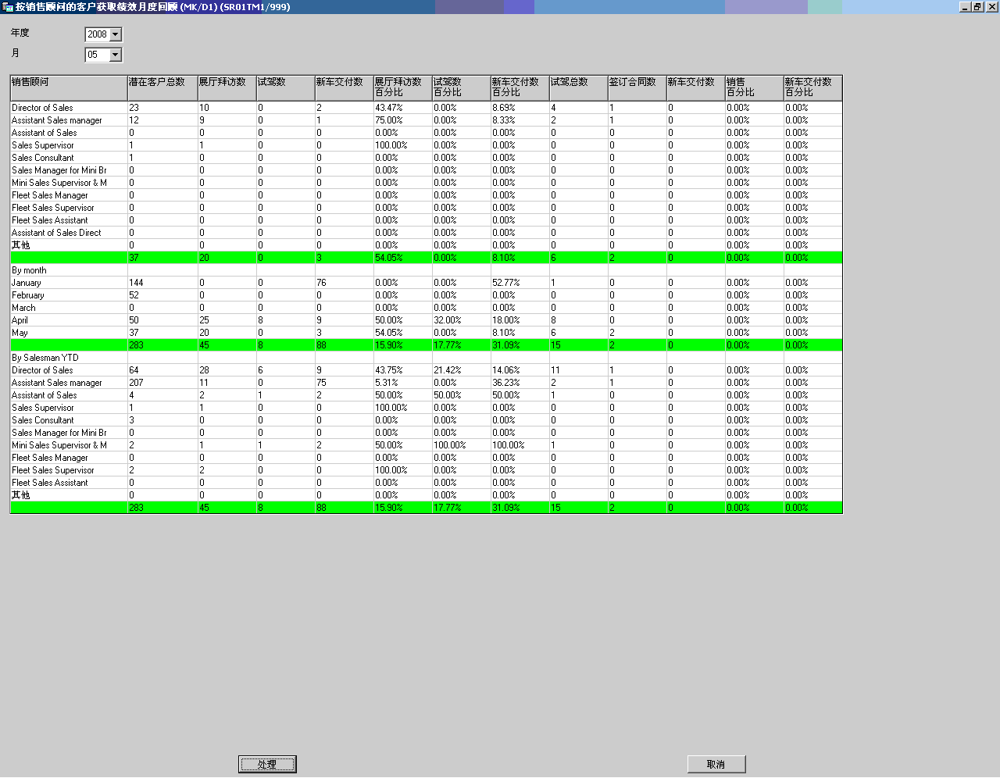 按销售顾问的客户获取绩效月度回顾 (MK/D1) (SR01TM1/999)
年度 2008
月 05
销售顾问 潜在客户总数 展厅拜访数 试驾数 新车交付数 展厅拜访数百分比 试驾数百分比 新车交付数百分比 试驾总数 签订合同数 新车交付数 销售百分比 新车交付数百分比
Director of Sales 23 10 0 2 43.47% 0.00% 8.69% 4 1 0 0.00% 0.00%
Assistant Sales manager 12 9 0 1 75.00% 0.00% 8.33% 2 1 0 0.00% 0.00%
Assistant of Sales 0 0 0 0 0.00% 0.00% 0.00% 0 0 0 0.00% 0.00%
Sales Supervisor 1 1 0 0 100.00% 0.00% 0.00% 0 0 0 0.00% 0.00%
Sales Consultant 1 0 0 0 0.00% 0.00% 0.00% 0 0 0 0.00% 0.00%
Sales Manager for Mini Br 0 0 0 0 0.00% 0.00% 0.00% 0 0 0 0.00% 0.00%
Mini Sales Supervisor & M 0 0 0 0 0.00% 0.00% 0.00% 0 0 0 0.00% 0.00%
Fleet Sales Manager 0 0 0 0 0.00% 0.00% 0.00% 0 0 0 0.00% 0.00%
Fleet Sales Supervisor 0 0 0 0 0.00% 0.00% 0.00% 0 0 0 0.00% 0.00%
Fleet Sales Assistant 0 0 0 0 0.00% 0.00% 0.00% 0 0 0 0.00% 0.00%
Assistant of Sales Direct 0 0 0 0 0.00% 0.00% 0.00% 0 0 0 0.00% 0.00%
其他 0 0 0 0 0.00% 0.00% 0.00% 0 0 0 0.00% 0.00%
37 20 0 3 54.05% 0.00% 8.10% 6 2 0 0.00% 0.00%
By month
January 144 0 0 76 0.00% 0.00% 52.77% 1 0 0 0.00% 0.00%
February 52 0 0 0 0.00% 0.00% 0.00% 0 0 0 0.00% 0.00%
March 0 0 0 0 0.00% 0.00% 0.00% 0 0 0 0.00% 0.00%
April 50 25 8 9 50.00% 32.00% 18.00% 8 0 0 0.00% 0.00%
May 37 20 0 3 54.05% 0.00% 8.10% 6 2 0 0.00% 0.00%
283 45 8 88 15.90% 17.77% 31.09% 15 2 0 0.00% 0.00%
By Salesman YTD
Director of Sales 64 28 6 9 43.75% 21.42% 14.06% 11 1 0 0.00% 0.00%
Assistant Sales manager 207 11 0 75 5.31% 0.00% 36.23% 2 1 0 0.00% 0.00%
Assistant of Sales 4 2 1 2 50.00% 50.00% 50.00% 1 0 0 0.00% 0.00%
Sales Supervisor 1 1 0 0 100.00% 0.00% 0.00% 0 0 0 0.00% 0.00%
Sales Consultant 3 0 0 0 0.00% 0.00% 0.00% 0 0 0 0.00% 0.00%
Sales Manager for Mini Br 0 0 0 0 0.00% 0.00% 0.00% 0 0 0 0.00% 0.00%
Mini Sales Supervisor & M 2 1 1 2 50.00% 100.00% 100.00% 1 0 0 0.00% 0.00%
Fleet Sales Manager 0 0 0 0 0.00% 0.00% 0.00% 0 0 0 0.00% 0.00%
Fleet Sales Supervisor 2 2 0 0 100.00% 0.00% 0.00% 0 0 0 0.00% 0.00%
Fleet Sales Assistant 0 0 0 0 0.00% 0.00% 0.00% 0 0 0 0.00% 0.00%
其他 0 0 0 0 0.00% 0.00% 0.00% 0 0 0 0.00% 0.00%
283 45 8 88 15.90% 17.77% 31.09% 15 2 0 0.00% 0.00%
处理 取消